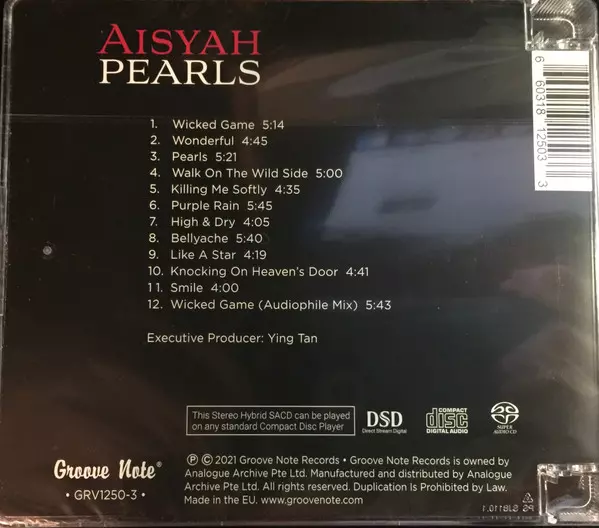 AISYAH
PEARLS
1. Wicked Game 5:14
2. Wonderful 4:45
3. Pearls 5:21
4. Walk On The Wild Side 5:00
5. Killing Me Softly 4:35
6. Purple Rain 5:45
7. High & Dry 4:05
8. Bellyache 5:40
9. Like A Star 4:19
10. Knocking On Heaven's Door 4:41
11. Smile 4:00
12. Wicked Game (Audiophile Mix) 5:43
Executive Producer: Ying Tan
This Stereo Hybrid SACD can be played
on any standard Compact Disc Player
DSD
Direct Stream Digital
COMPACT
disc
DIGITAL AUDIO
SUPER
AUDIO CD
Groove Note®
• GRV1250-3 •
℗ © 2021 Groove Note Records • Groove Note Records is owned by
Analogue Archive Pte Ltd. Manufactured and distributed by Analogue
Archive Pte Ltd. All rights reserved. Duplication Is Prohibited by Law.
Made in the EU. www.groovenote.com
6 60318 12503 3